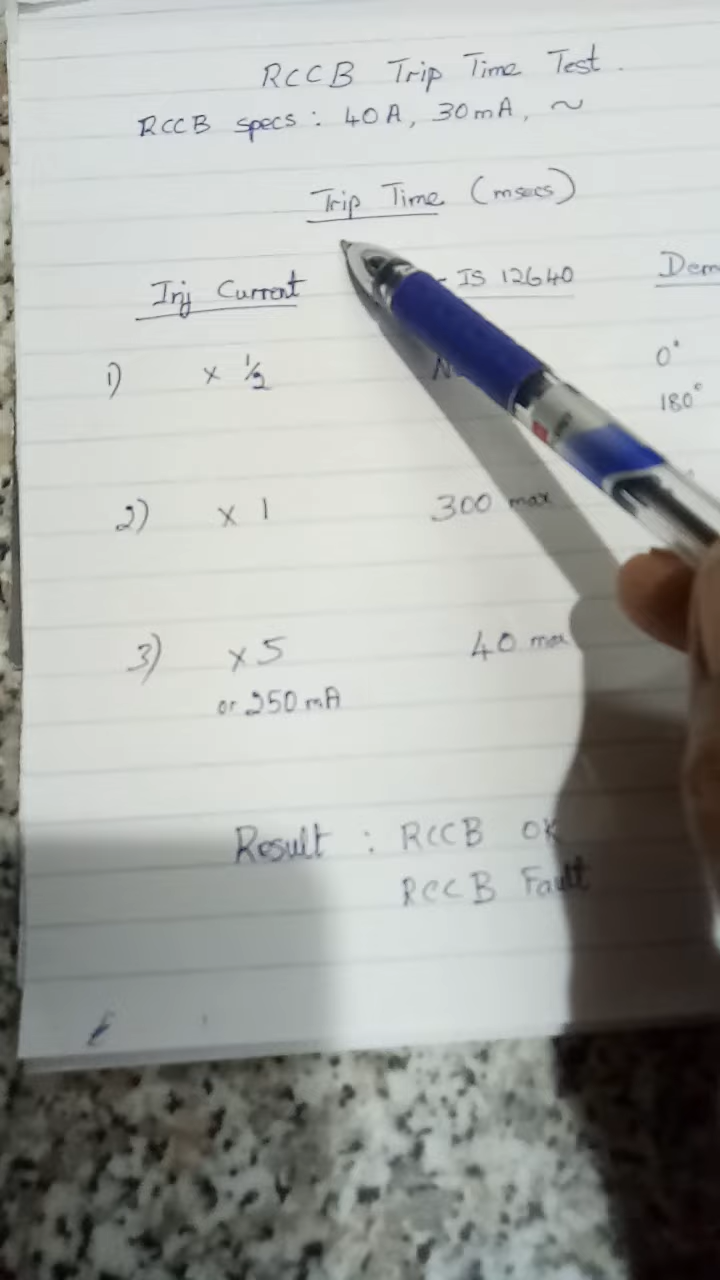 RCCB Trip Time Test.
RCCB specs: 40A, 30mA, ~
Trip Time (msecs)
Inj Current IS 12640
1) × 1/2 0°
180°
2) × 1 300 max
3) × 5 40 max
or 250 mA
Result : RCCB OK
RCCB Fault